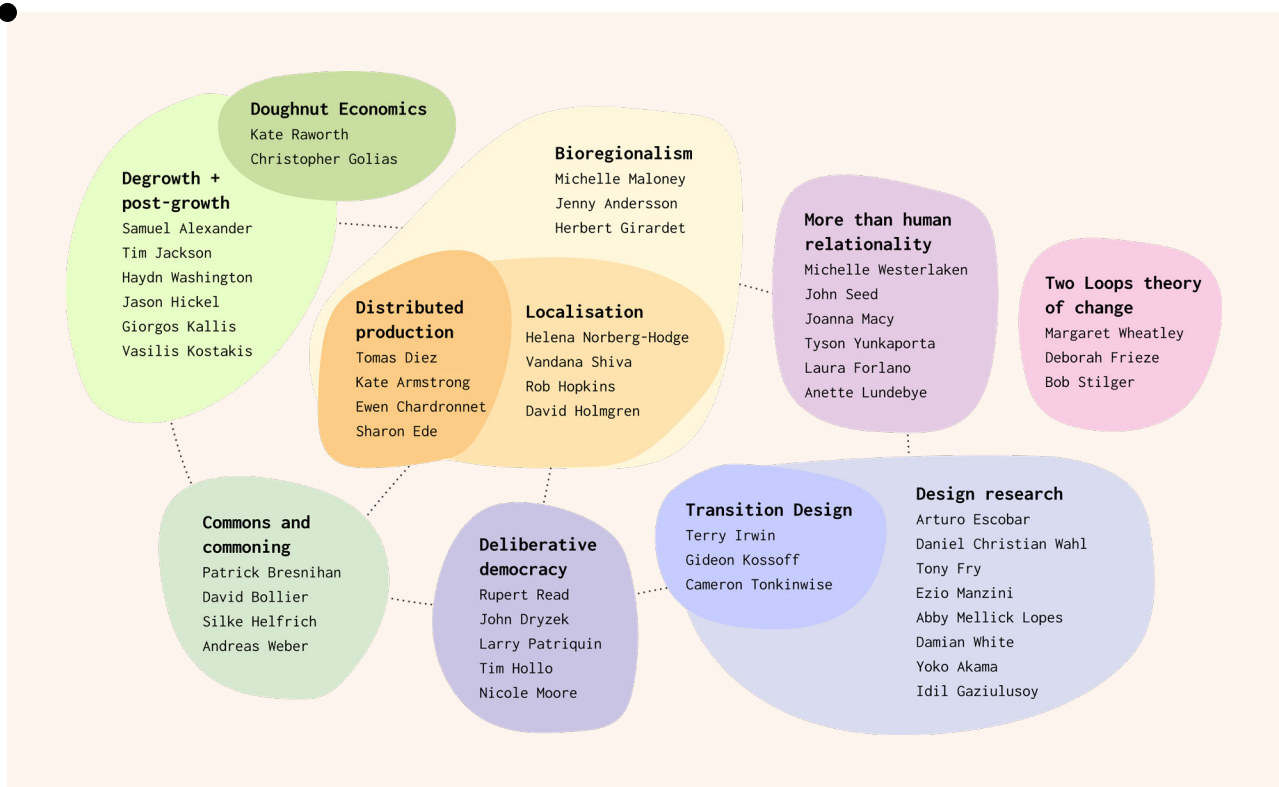 Doughnut Economics
Kate Raworth
Christopher Golias
Degrowth +
post-growth
Samuel Alexander
Tim Jackson
Haydn Washington
Jason Hickel
Giorgos Kallis
Vasilis Kostakis
Bioregionalism
Michelle Maloney
Jenny Andersson
Herbert Girardet
Distributed
production
Tomas Diez
Kate Armstrong
Ewen Chardronnet
Sharon Ede
Localisation
Helena Norberg-Hodge
Vandana Shiva
Rob Hopkins
David Holmgren
More than human
relationality
Michelle Westerlaken
John Seed
Joanna Macy
Tyson Yunkaporta
Laura Forlano
Anette Lundebye
Two Loops theory
of change
Margaret Wheatley
Deborah Frieze
Bob Stilger
Commons and
commoning
Patrick Bresnihan
David Bollier
Silke Helfrich
Andreas Weber
Deliberative
democracy
Rupert Read
John Dryzek
Larry Patriquin
Tim Hollo
Nicole Moore
Transition Design
Terry Irwin
Gideon Kossoff
Cameron Tonkinwise
Design research
Arturo Escobar
Daniel Christian Wahl
Tony Fry
Ezio Manzini
Abby Mellick Lopes
Damian White
Yoko Akama
Idil Gaziulusoy